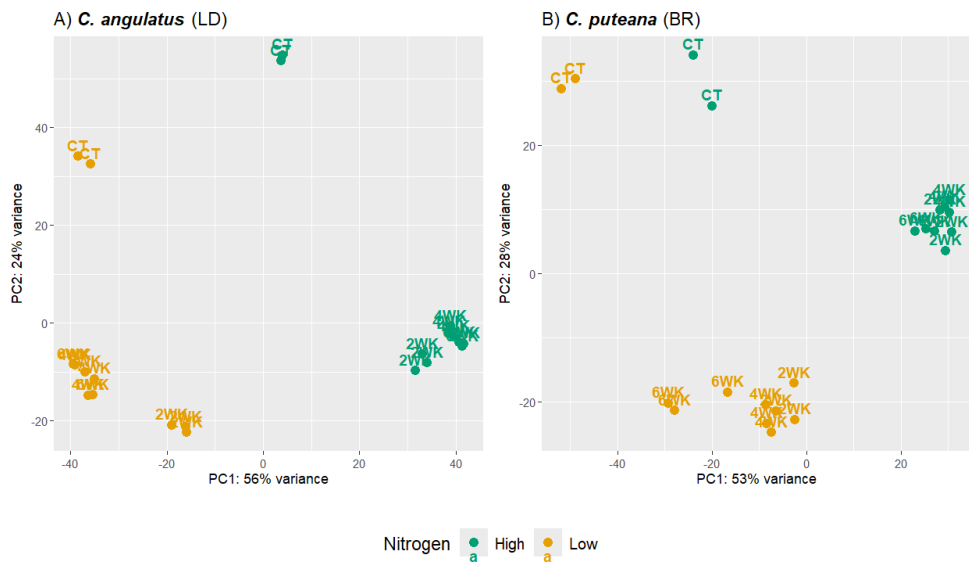 A) C. angulatus (LD)
B) C. puteana (BR)
CT
CT
CT
CT
CT
CT
CT
CT
40
20
0
-20
20
0
-20
PC2: 24% variance
PC2: 28% variance
4WK
2WK
2WK
6WK
4WK
2WK
4WK
2WK
6WK
2WK
6WK
6WK
6WK
2WK
4WK
2WK
4WK
4WK
-40
-20
0
20
40
-40
-20
0
20
PC1: 56% variance
PC1: 53% variance
Nitrogen
a
High
a
Low